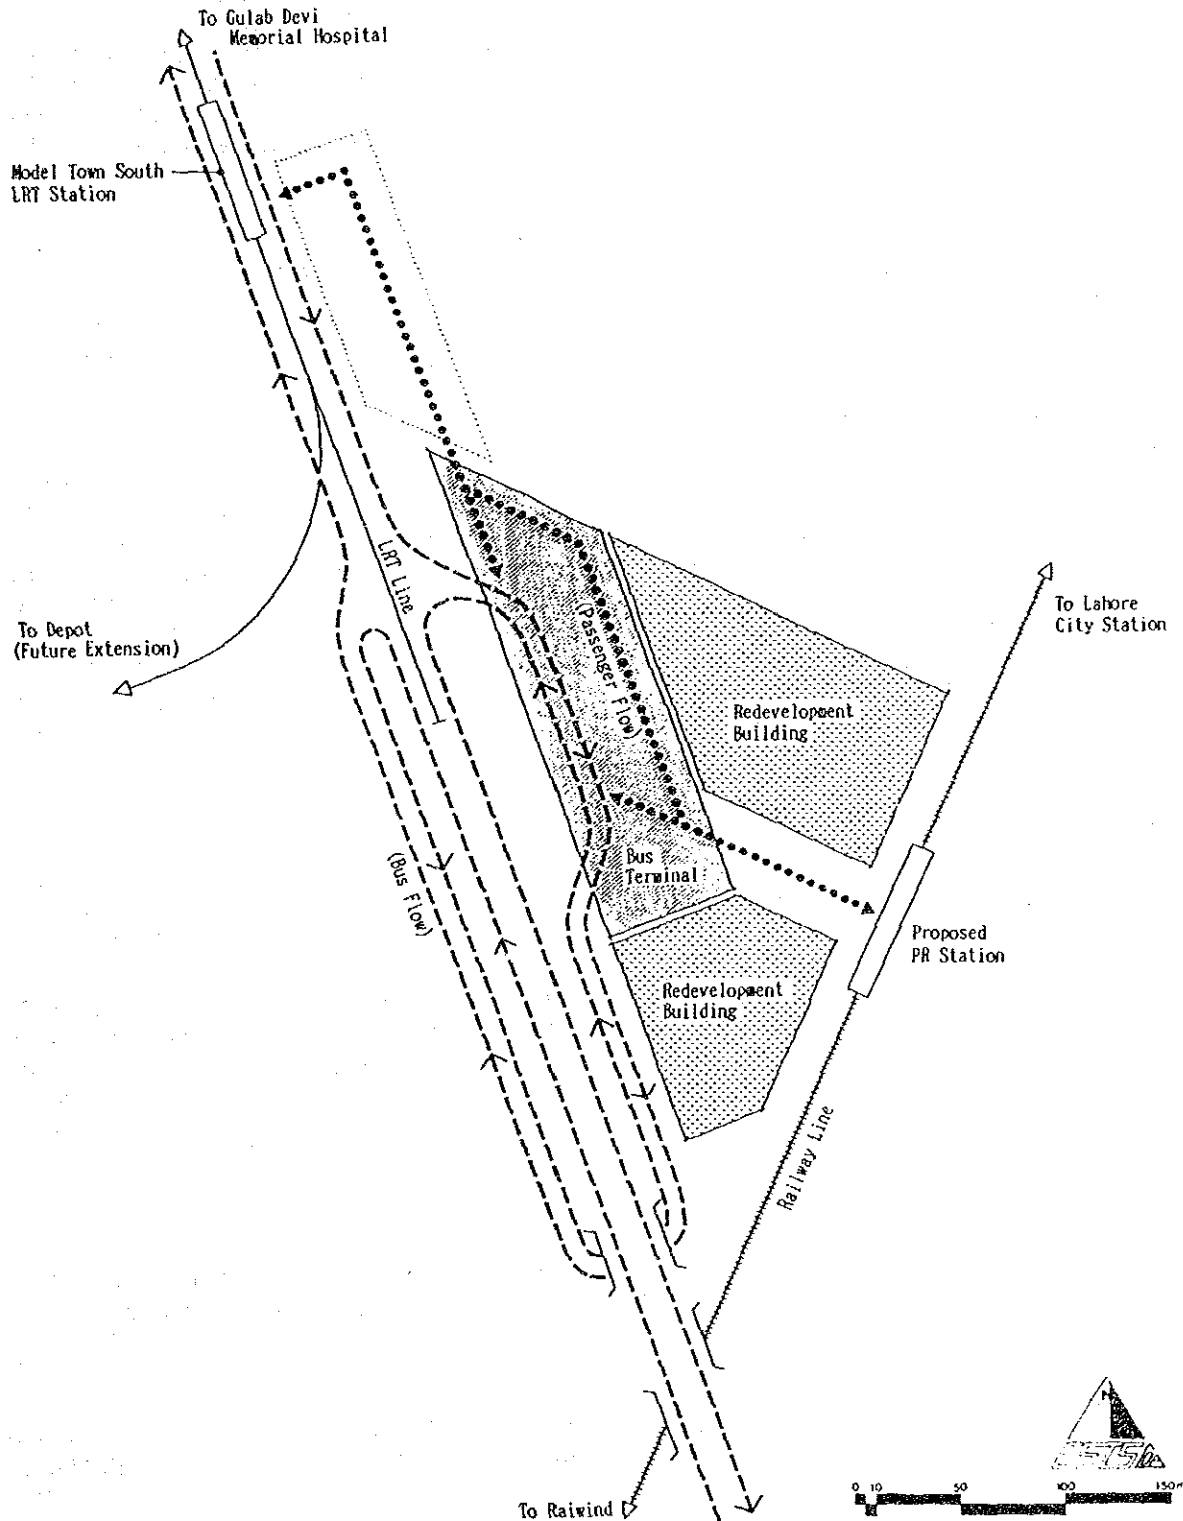 To Gulab Devi
Memorial Hospital
Model Town South
LRT Station
LRT Line
To Depot
(Future Extension)
(Passenger Flow)
To Lahore
City Station
Redevelopment
Building
(Bus Flow)
Bus
Terminal
Proposed
PR Station
Redevelopment
Building
Railway Line
To Raiwind
N
0 10 50 100 150m